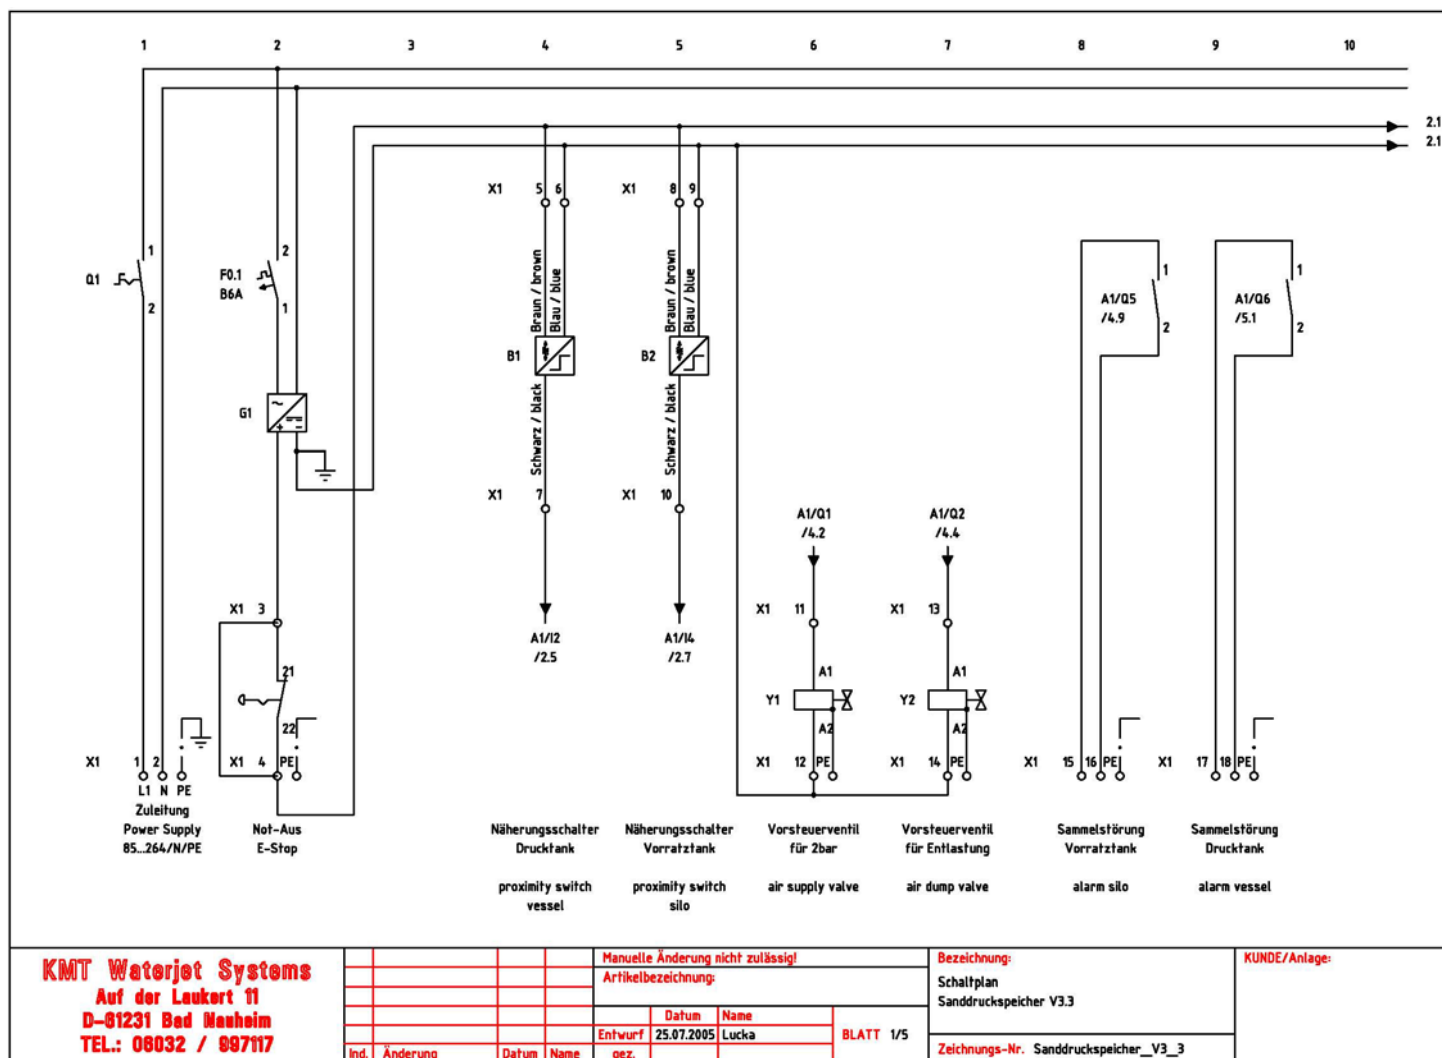 1 2 3 4 5 6 7 8 9 10
2.1
2.1
X1 5 6 X1 8 9
Q1 1 2
F0.1 B6A 2 1
Braun / brown
Blau / blue
Braun / brown
Blau / blue
A1/Q5 /4.9 1 2
A1/Q6 /5.1 1 2
B1
B2
G1
Schwarz / black
Schwarz / black
X1 7 X1 10
A1/Q1
/4.2
A1/Q2
/4.4
X1 3 X1 11 X1 13
A1/I2
/2.5
A1/I4
/2.7
21
22
Y1 A1 A2
Y2 A1 A2
X1 1 2 X1 4 PE X1 12 PE X1 14 PE X1 15 16 PE X1 17 18 PE
L1 N PE
Zuleitung
Power Supply
85...264/N/PE
Not-Aus
E-Stop
Näherungsschalter
Drucktank
proximity switch
vessel
Näherungsschalter
Vorratztank
proximity switch
silo
Vorsteuerventil
für 2bar
air supply valve
Vorsteuerventil
für Entlastung
air dump valve
Sammelstörung
Vorratztank
alarm silo
Sammelstörung
Drucktank
alarm vessel
KMT Waterjet Systems
Auf der Laukert 11
D-61231 Bad Nauheim
TEL.: 06032 / 997117
Ind. Änderung Datum Name
Manuelle Änderung nicht zulässig!
Artikelbezeichnung:
Datum Name
Entwurf 25.07.2005 Lucka
gez.
BLATT 1/5
Bezeichnung:
Schaltplan
Sanddruckspeicher V3.3
Zeichnungs-Nr. Sanddruckspeicher__V3__3
KUNDE/Anlage: